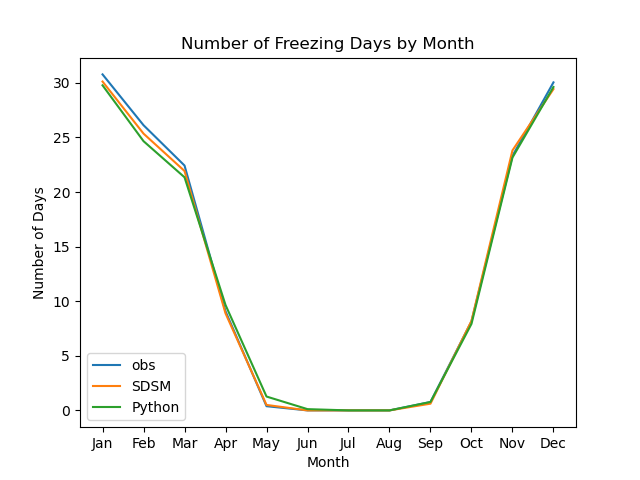 Number of Freezing Days by Month
Number of Days
30
25
20
15
10
5
0
obs
SDSM
Python
Jan Feb Mar Apr May Jun Jul Aug Sep Oct Nov Dec
Month